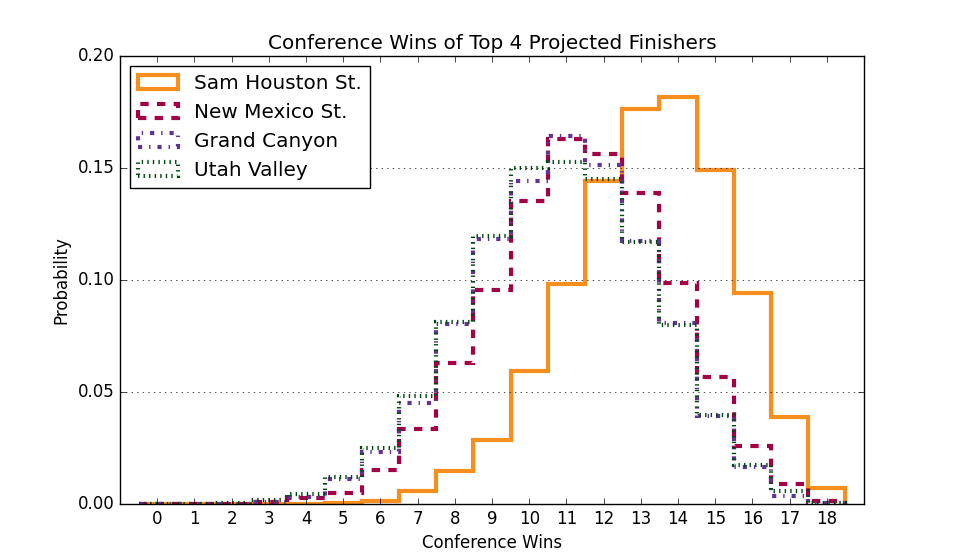 Conference Wins of Top 4 Projected Finishers
0.20
Sam Houston St.
New Mexico St.
Grand Canyon
Utah Valley
0.15
0.10
0.05
0.00
Probability
0 1 2 3 4 5 6 7 8 9 10 11 12 13 14 15 16 17 18
Conference Wins